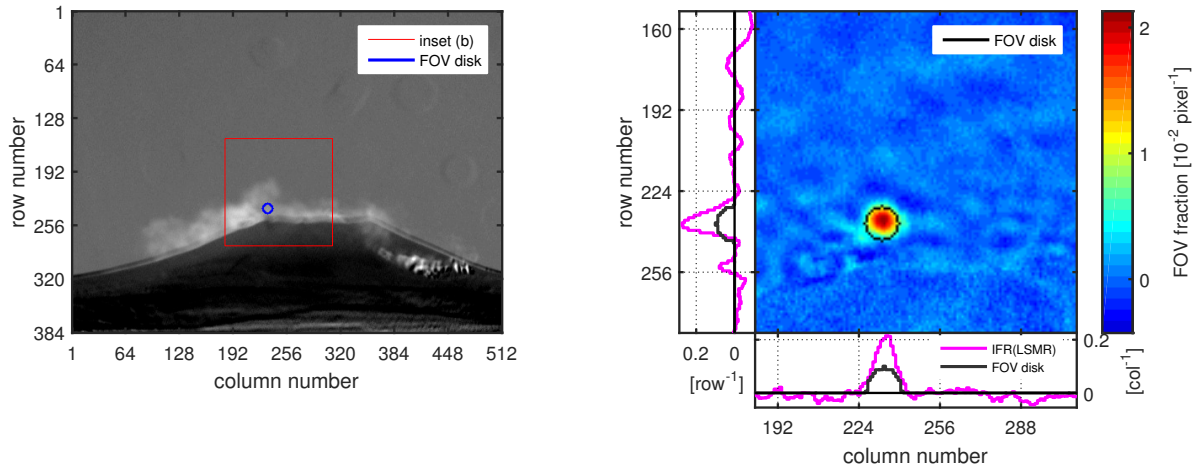 1
64
128
192
256
320
384
row number
1 64 128 192 256 320 384 448 512
column number
inset (b)
FOV disk
160
192
224
256
row number
0.2 0
[row⁻¹]
FOV disk
2
1
0
FOV fraction [10⁻² pixel⁻¹]
IFR(LSMR)
FOV disk
0.2
0
[col⁻¹]
192 224 256 288
column number